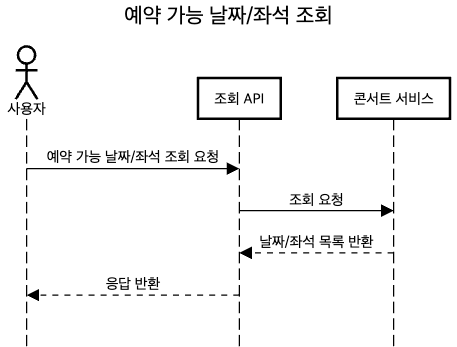 예약 가능 날짜/좌석 조회
사용자
조회 API
콘서트 서비스
예약 가능 날짜/좌석 조회 요청
조회 요청
날짜/좌석 목록 반환
응답 반환